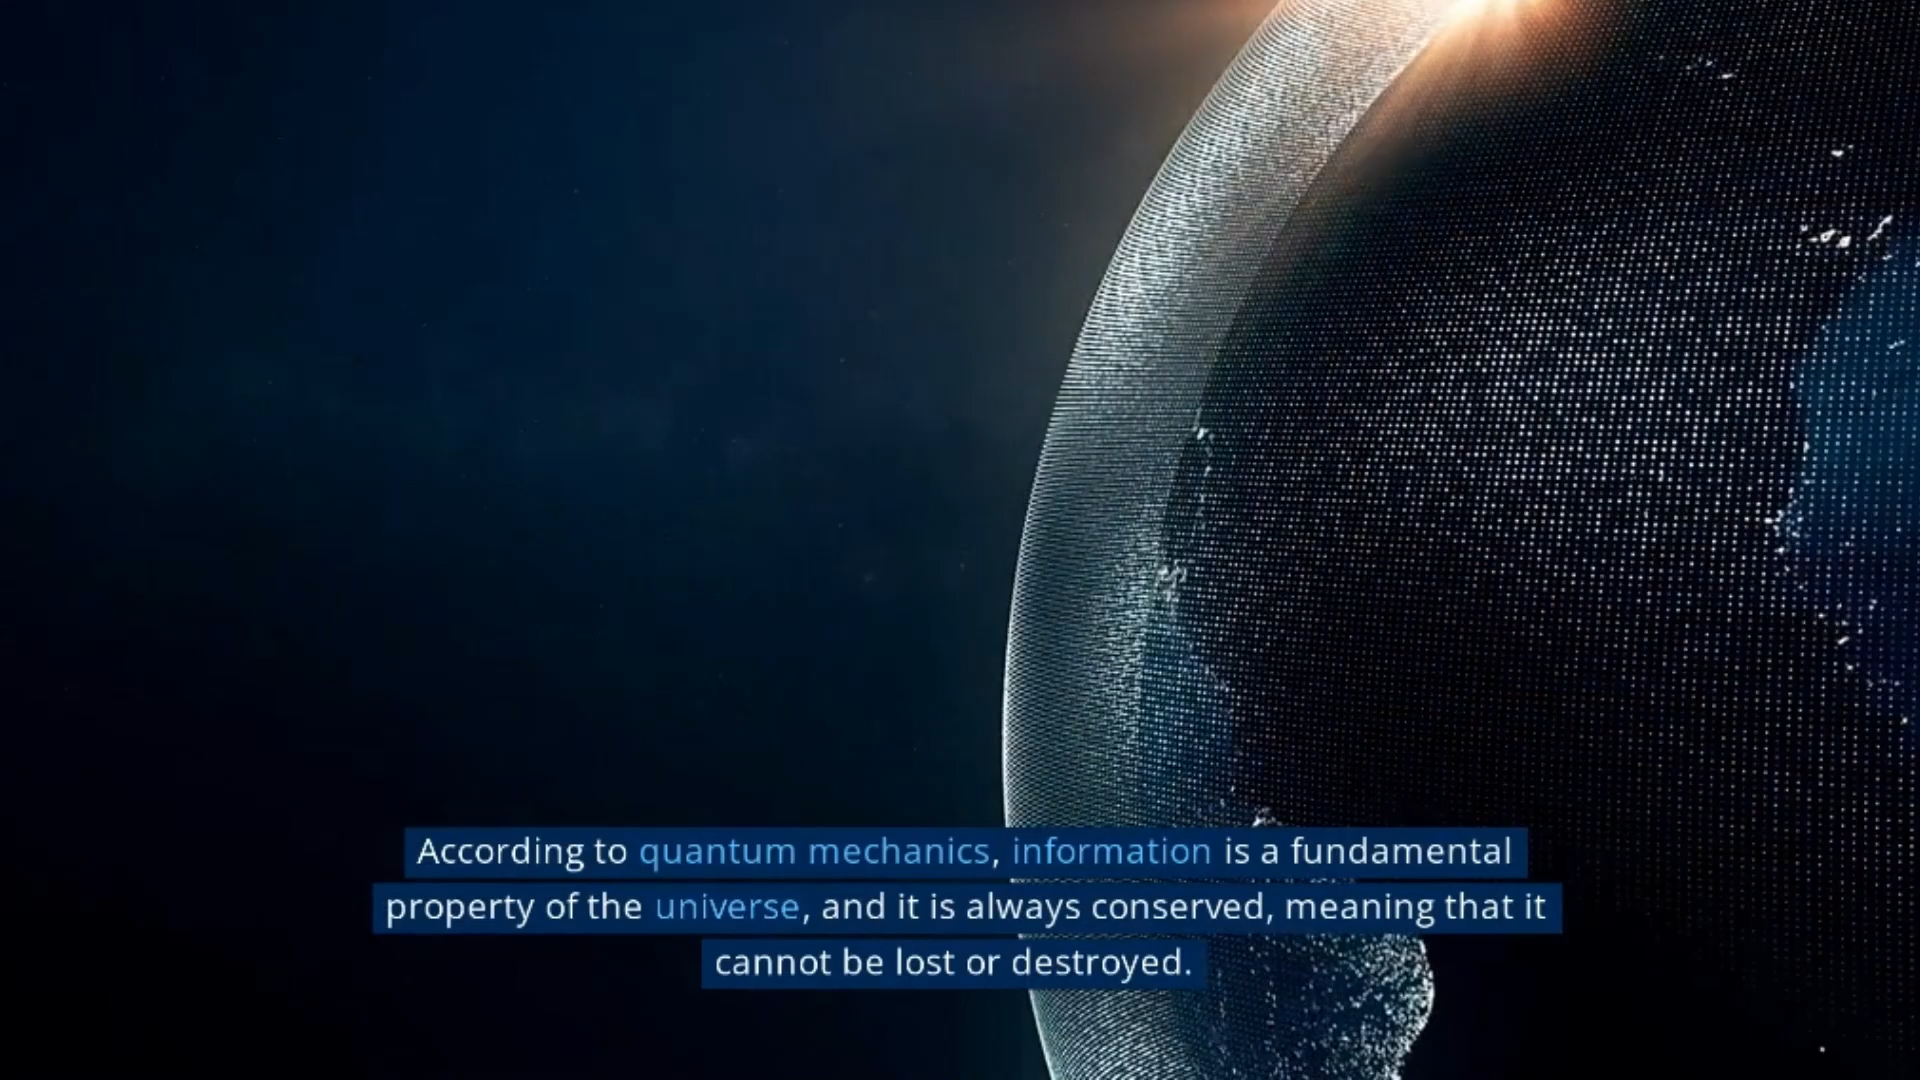 According to quantum mechanics, information is a fundamental
property of the universe, and it is always conserved, meaning that it
cannot be lost or destroyed.